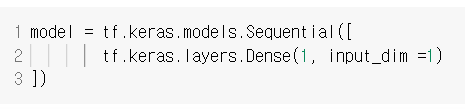 1 model = tf.keras.models.Sequential([
2         tf.keras.layers.Dense(1, input_dim =1)
3 ])